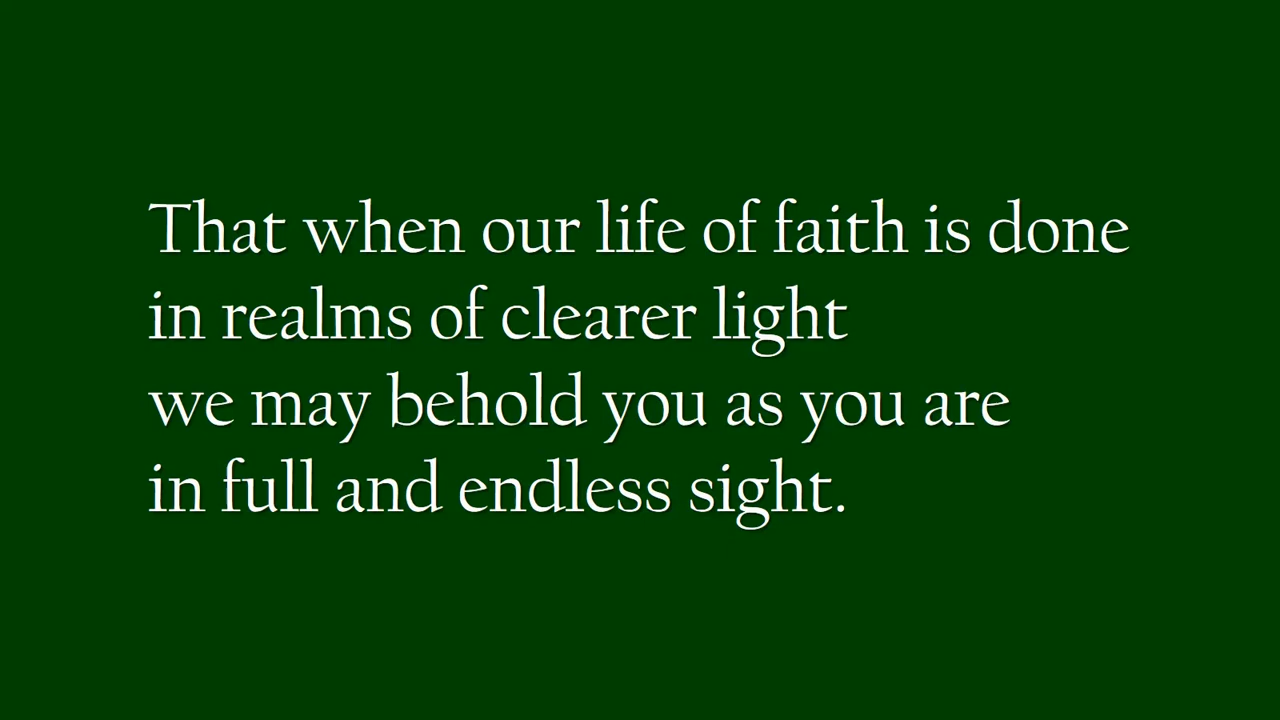 That when our life of faith is done
in realms of clearer light
we may behold you as you are
in full and endless sight.